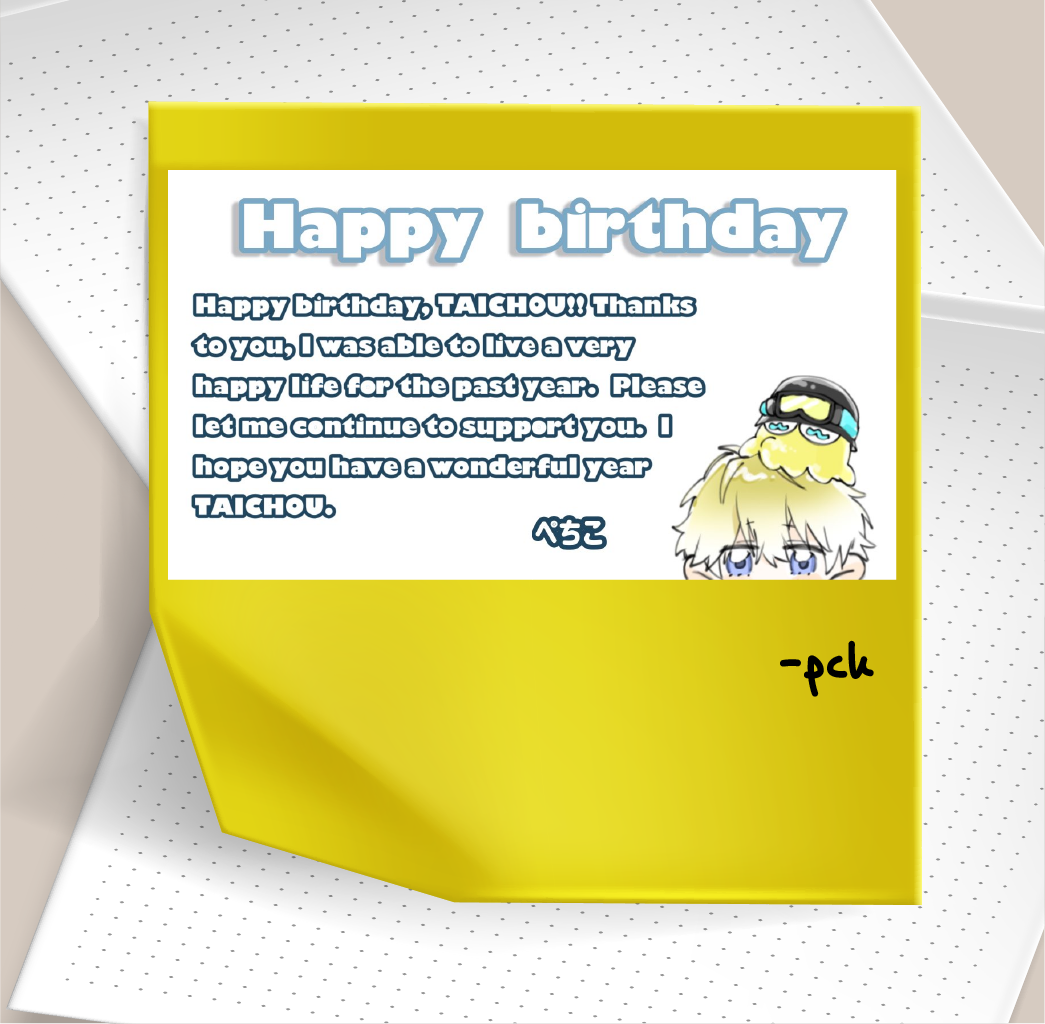 Happy birthday
Happy birthday, TAICHOU!! Thanks
to you, I was able to live a very
happy life for the past year. Please
let me continue to support you. I
hope you have a wonderful year
TAICHOU.
ぺちこ
-pck